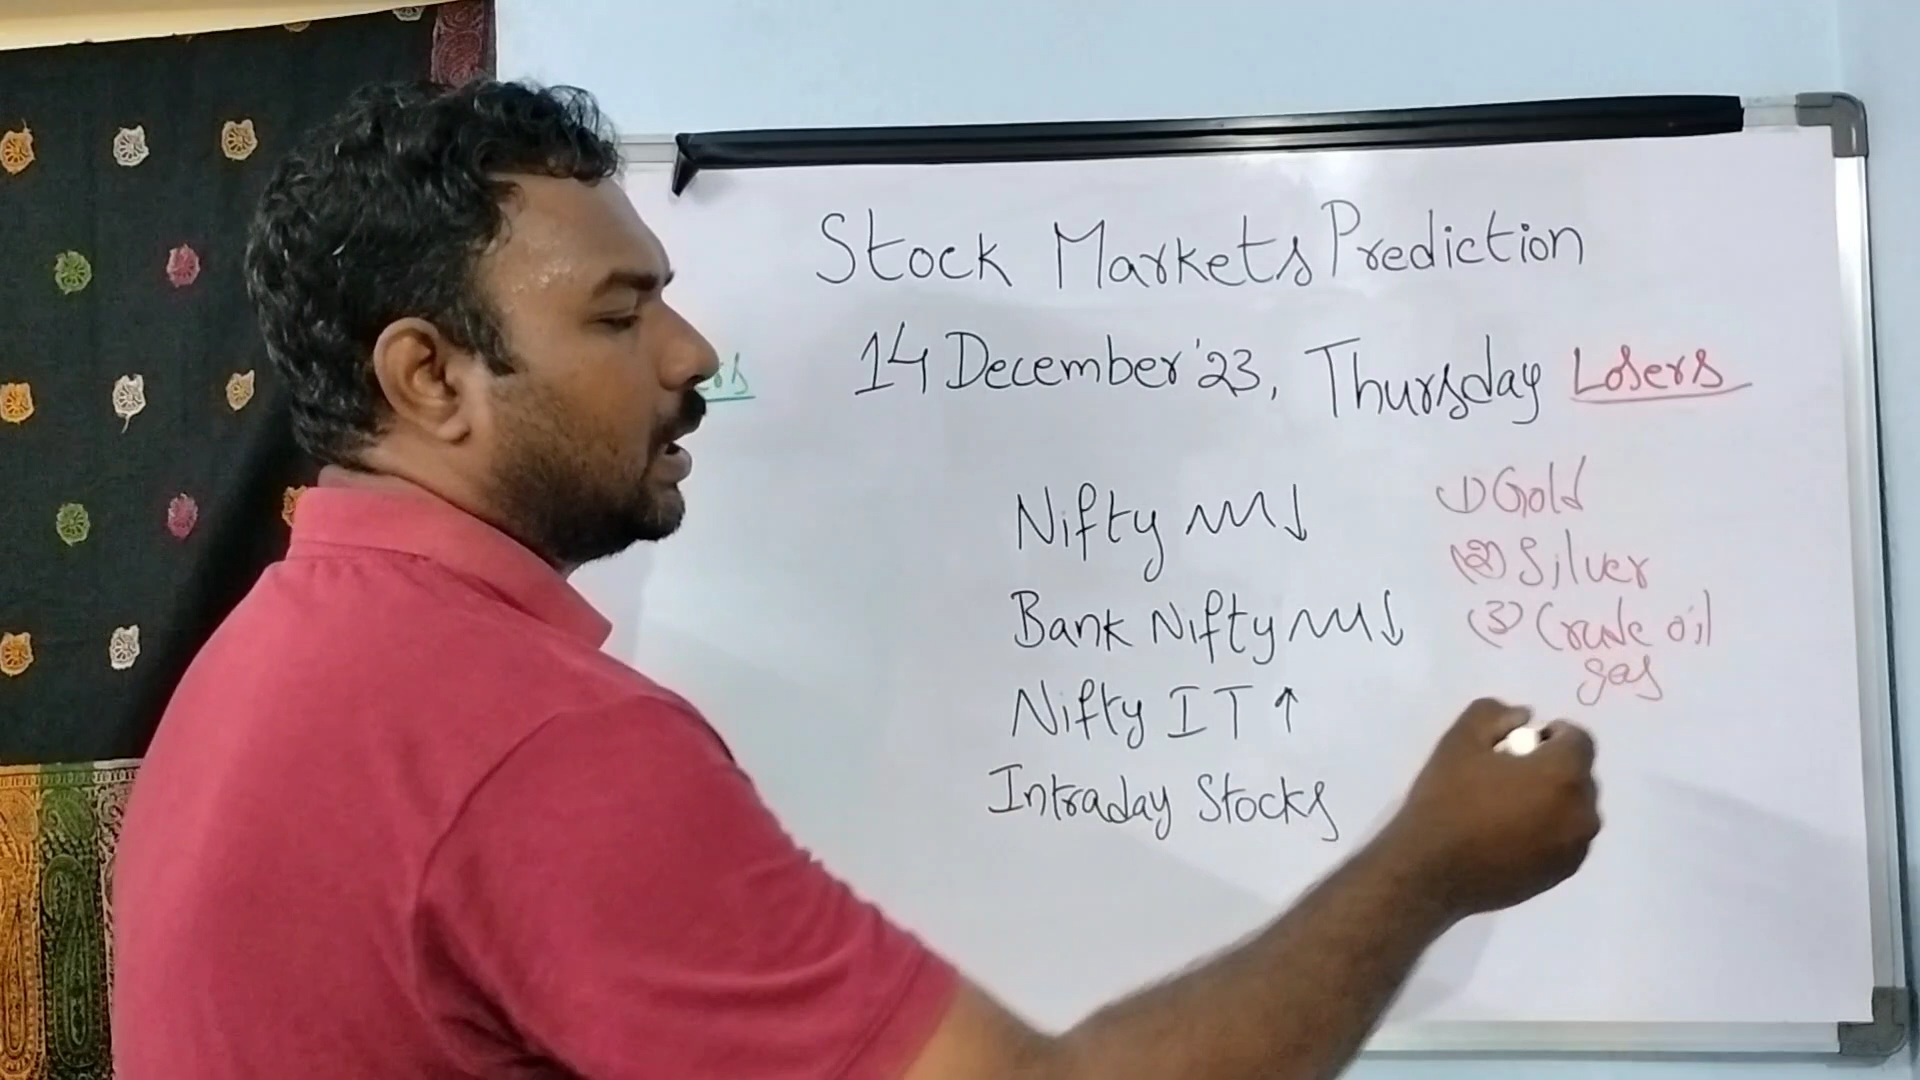 Stock Markets Prediction
14 December '23, Thursday
Losers
Nifty ↓
Bank Nifty ↓
Nifty IT ↑
Intraday Stocks
(1) Gold
(2) Silver
(3) Crude oil
gas